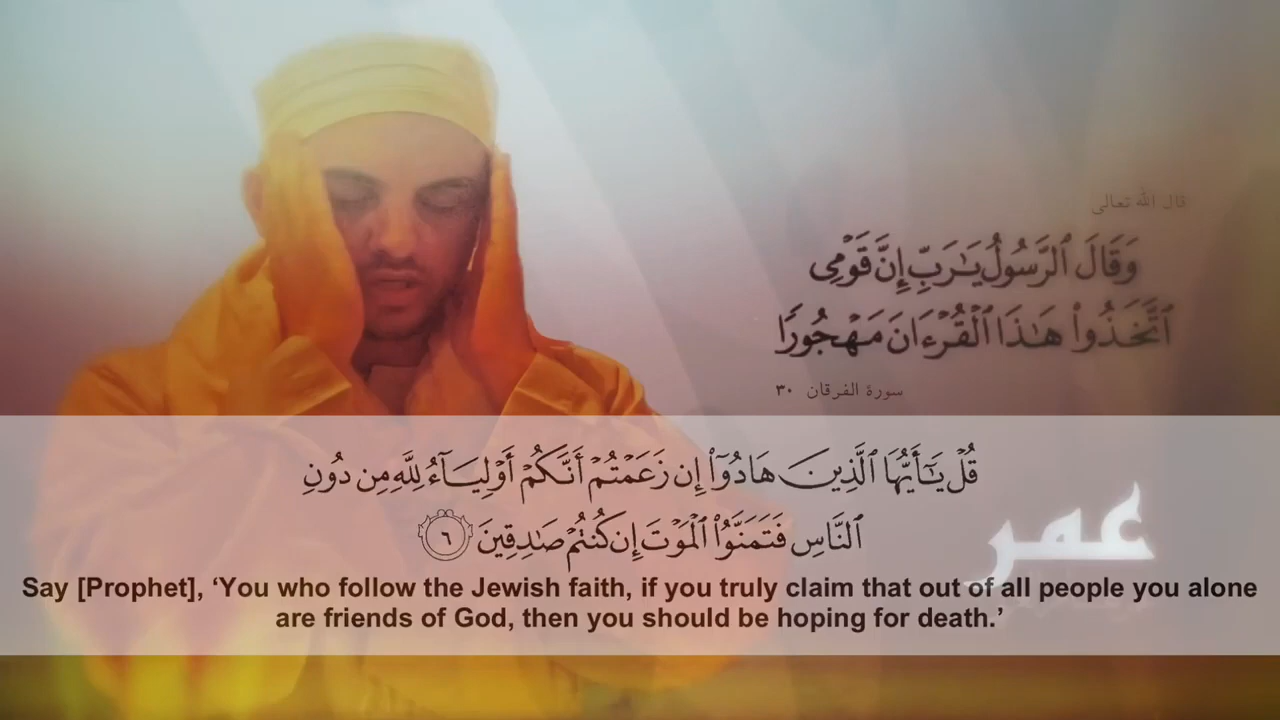 قال الله تعالى
وَقَالَ ٱلرَّسُولُ يَـٰرَبِّ إِنَّ قَوْمِى
ٱتَّخَذُوا۟ هَـٰذَا ٱلْقُرْءَانَ مَهْجُورًا
سورة الفرقان ٣٠
قُلْ يَـٰٓأَيُّهَا ٱلَّذِينَ هَادُوٓا۟ إِن زَعَمْتُمْ أَنَّكُمْ أَوْلِيَآءُ لِلَّهِ مِن دُونِ
ٱلنَّاسِ فَتَمَنَّوُا۟ ٱلْمَوْتَ إِن كُنتُمْ صَـٰدِقِينَ ٦
عمر
Say [Prophet], ‘You who follow the Jewish faith, if you truly claim that out of all people you alone
are friends of God, then you should be hoping for death.’